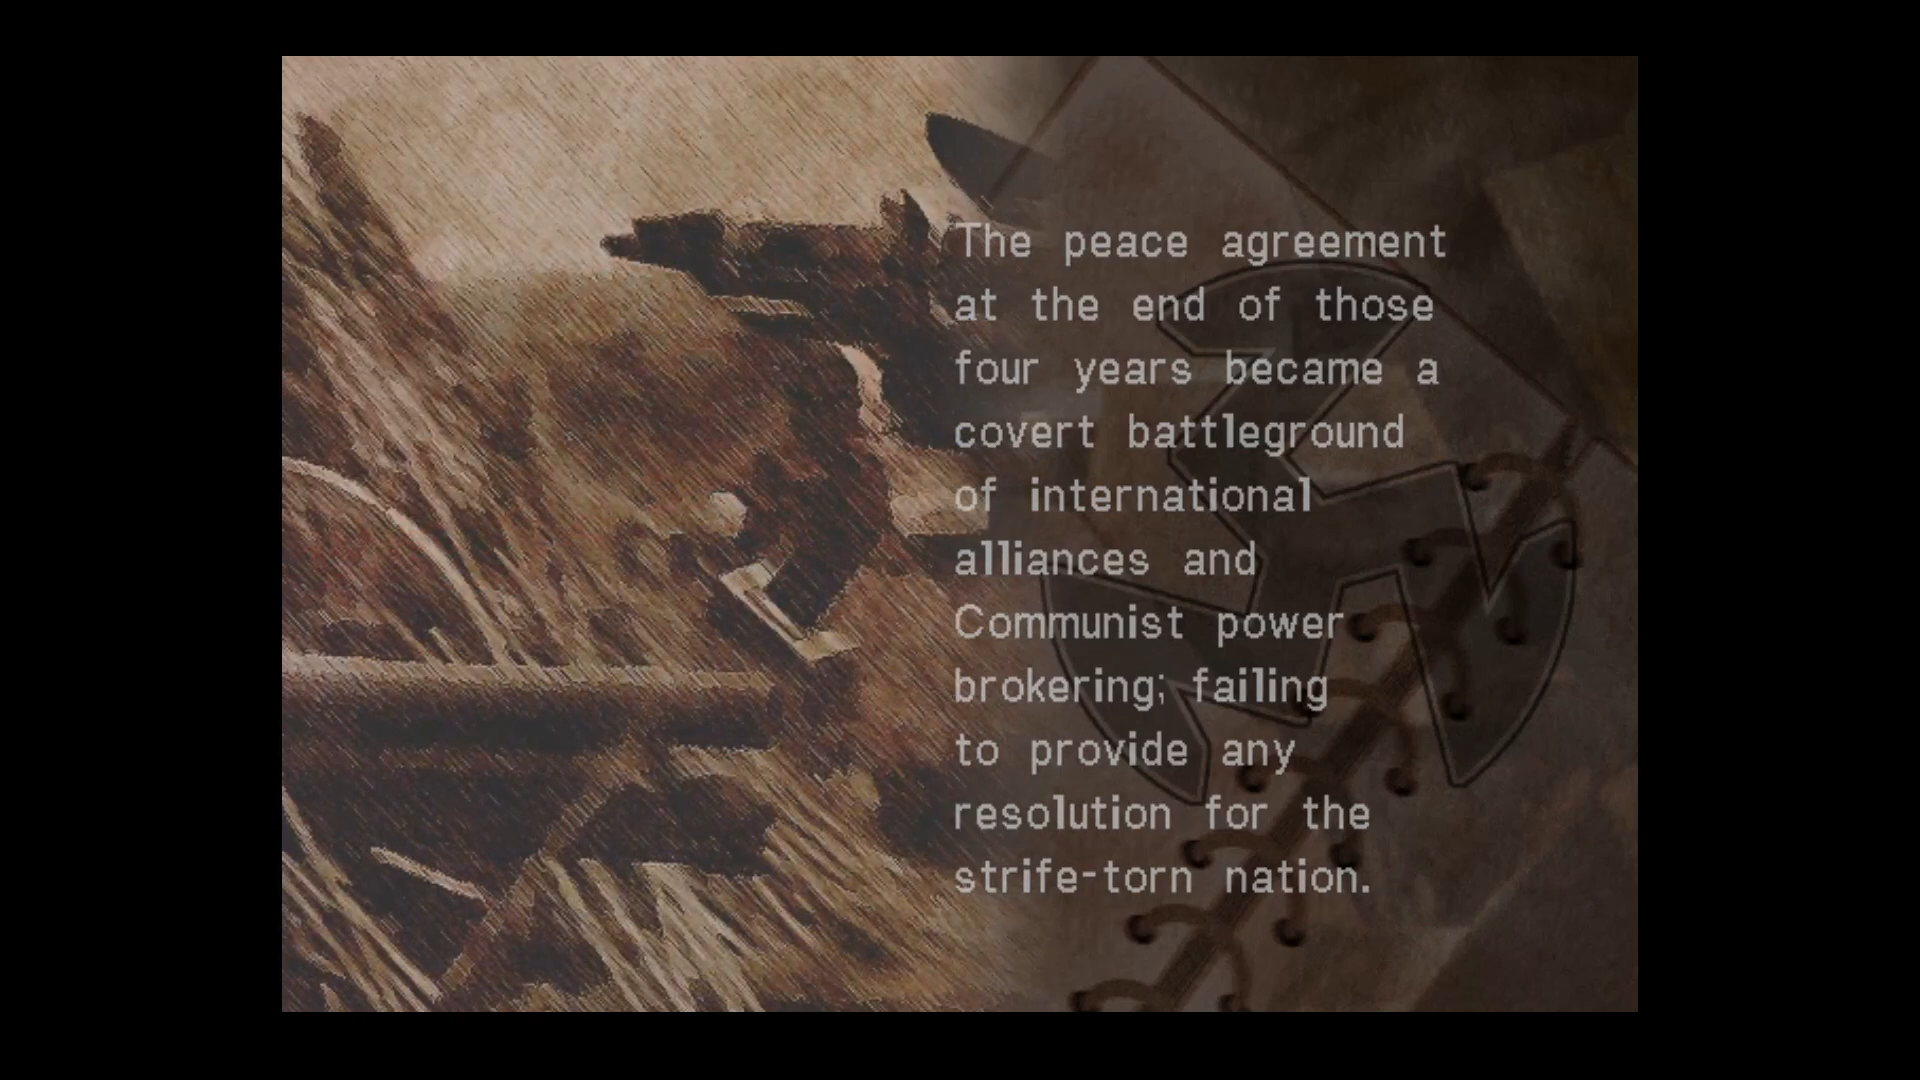 The peace agreement
at the end of those
four years became a
covert battleground
of international
alliances and
Communist power
brokering; failing
to provide any
resolution for the
strife-torn nation.